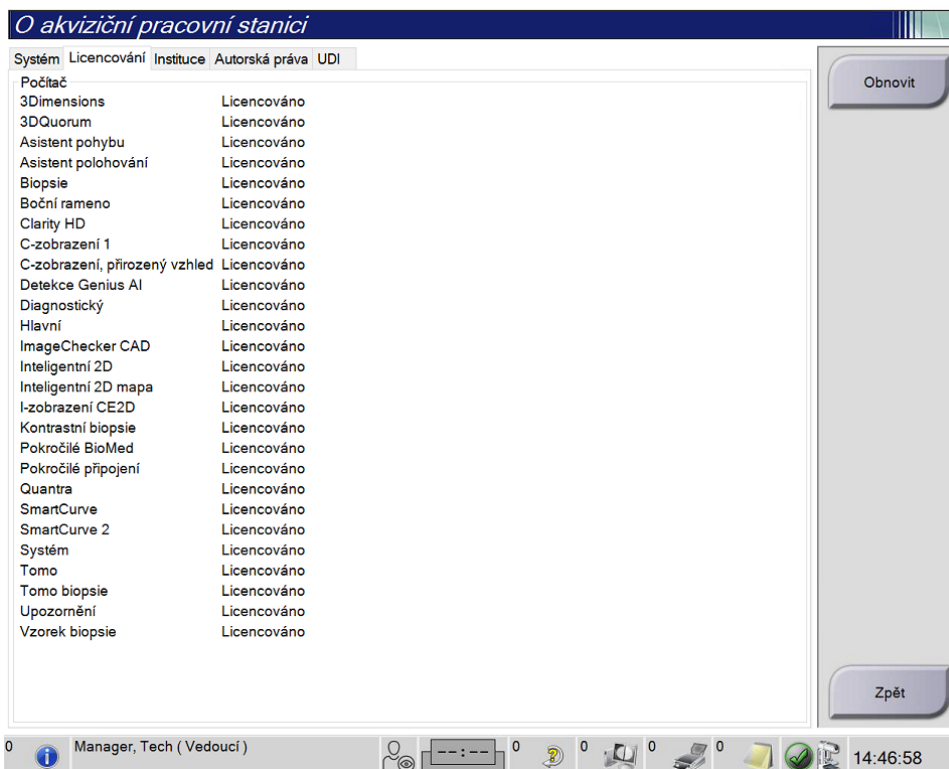 O akviziční pracovní stanici
Systém Licencování Instituce Autorská práva UDI
Počítač
3Dimensions Licencováno
3DQuorum Licencováno
Asistent pohybu Licencováno
Asistent polohování Licencováno
Biopsie Licencováno
Boční rameno Licencováno
Clarity HD Licencováno
C-zobrazení 1 Licencováno
C-zobrazení, přirozený vzhled Licencováno
Detekce Genius AI Licencováno
Diagnostický Licencováno
Hlavní Licencováno
ImageChecker CAD Licencováno
Inteligentní 2D Licencováno
Inteligentní 2D mapa Licencováno
I-zobrazení CE2D Licencováno
Kontrastní biopsie Licencováno
Pokročilé BioMed Licencováno
Pokročilé připojení Licencováno
Quantra Licencováno
SmartCurve Licencováno
SmartCurve 2 Licencováno
Systém Licencováno
Tomo Licencováno
Tomo biopsie Licencováno
Upozornění Licencováno
Vzorek biopsie Licencováno
Obnovit
Zpět
0 Manager, Tech ( Vedoucí ) --:-- 0 0 0 0 14:46:58